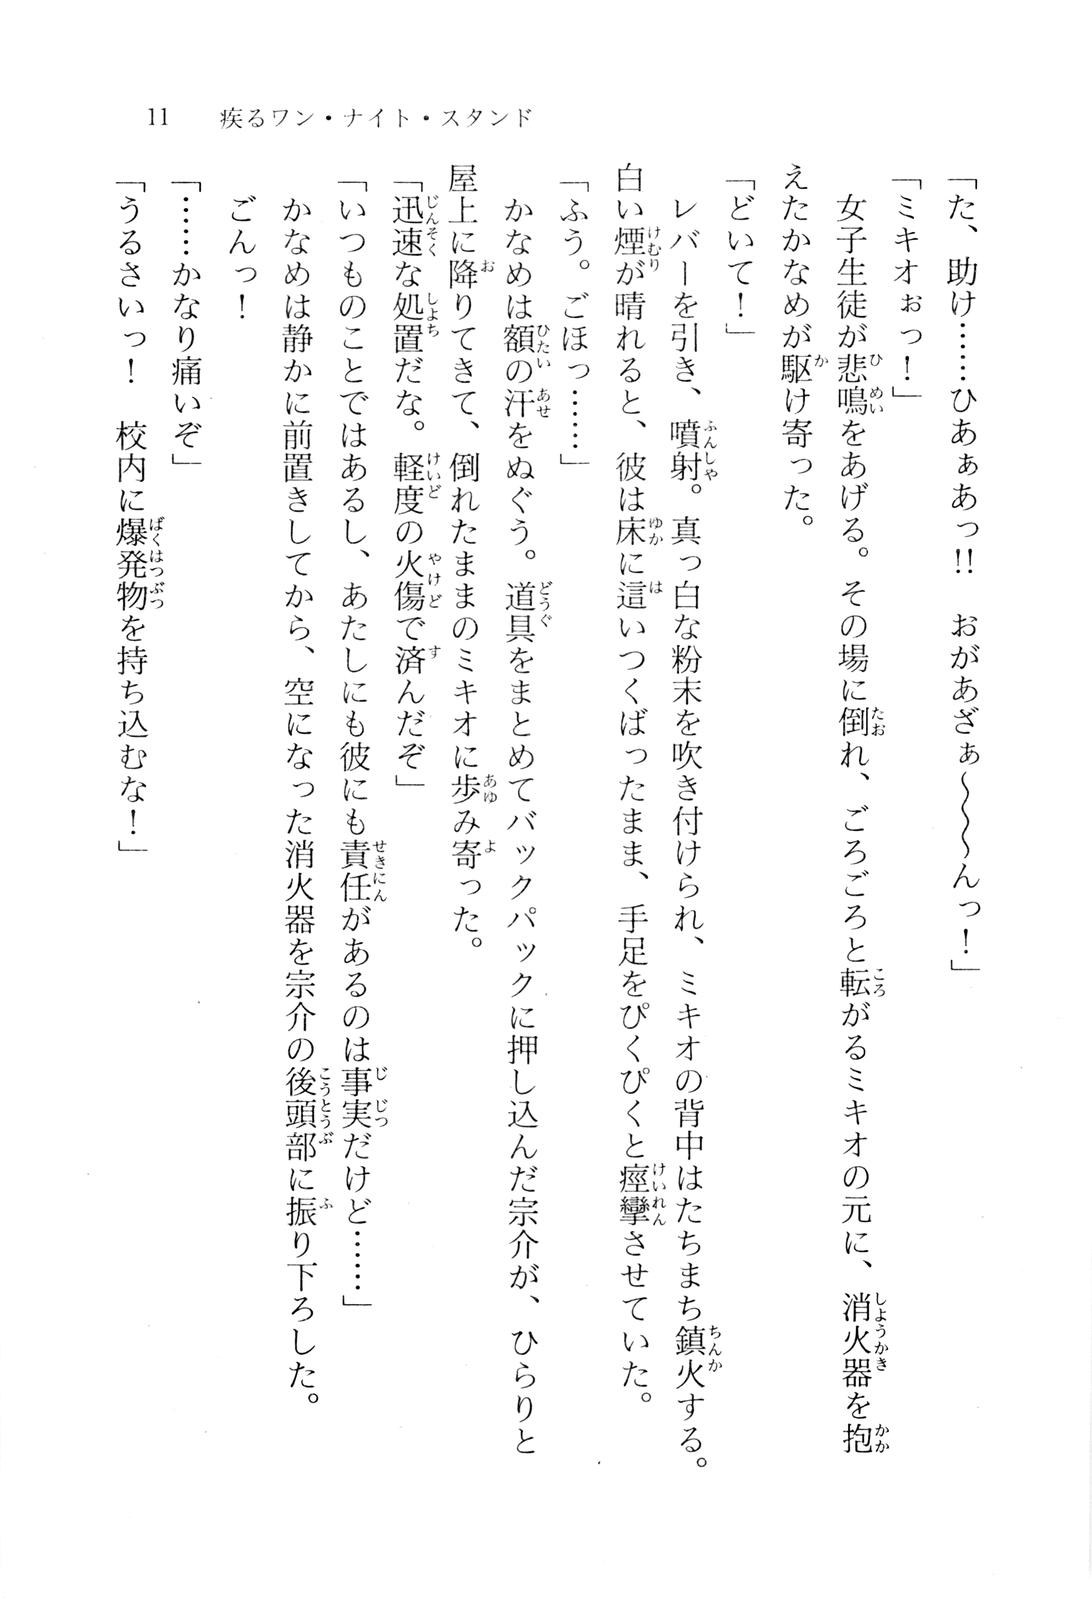 11　疾るワン・ナイト・スタンド
「た、助け……ひあぁあっ!!　おがあざぁ〜〜〜んっ！」
「ミキオぉっ！」
　女子生徒が悲鳴をあげる。その場に倒れ、ごろごろと転がるミキオの元に、消火器を抱
えたかなめが駆け寄った。
「どいて！」
　レバーを引き、噴射。真っ白な粉末を吹き付けられ、ミキオの背中はたちまち鎮火する。
白い煙が晴れると、彼は床に這いつくばったまま、手足をぴくぴくと痙攣させていた。
「ふう。ごほっ……」
　かなめは額の汗をぬぐう。道具をまとめてバックパックに押し込んだ宗介が、ひらりと
屋上に降りてきて、倒れたままのミキオに歩み寄った。
「迅速な処置だな。軽度の火傷で済んだぞ」
「いつものことではあるし、あたしにも彼にも責任があるのは事実だけど……」
　かなめは静かに前置きしてから、空になった消火器を宗介の後頭部に振り下ろした。
　ごんっ！
「……かなり痛いぞ」
「うるさいっ！　校内に爆発物を持ち込むな！」